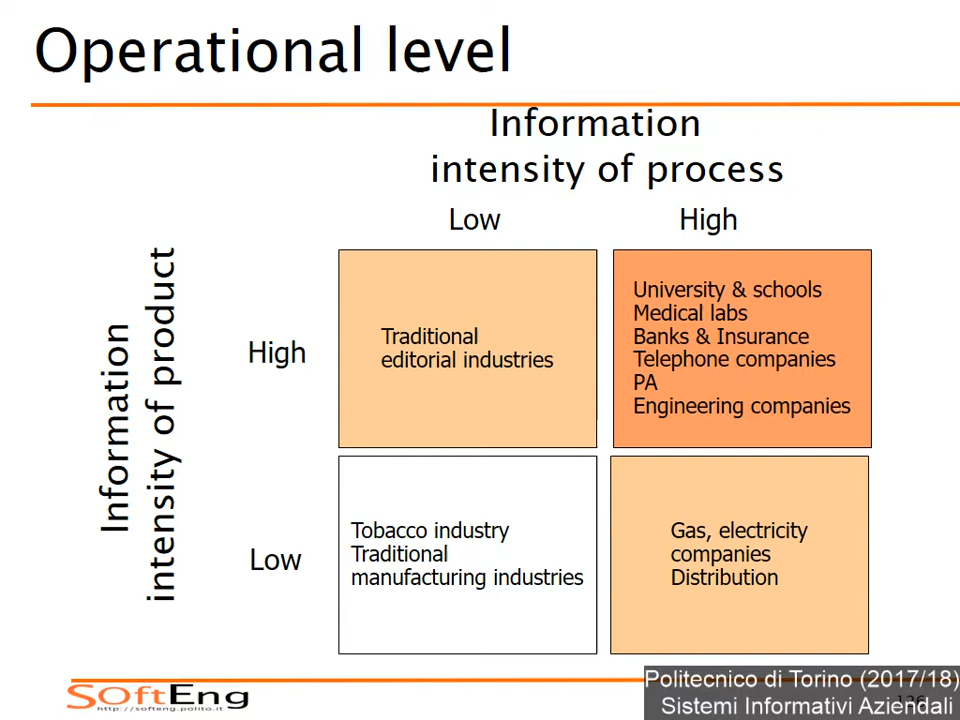 Operational level
Information
intensity of process
Low
High
Information
intensity of product
High
Traditional
editorial industries
University & schools
Medical labs
Banks & Insurance
Telephone companies
PA
Engineering companies
Low
Tobacco industry
Traditional
manufacturing industries
Gas, electricity
companies
Distribution
SoftEng
http://softeng.polito.it
Politecnico di Torino (2017/18)
Sistemi Informativi Aziendali